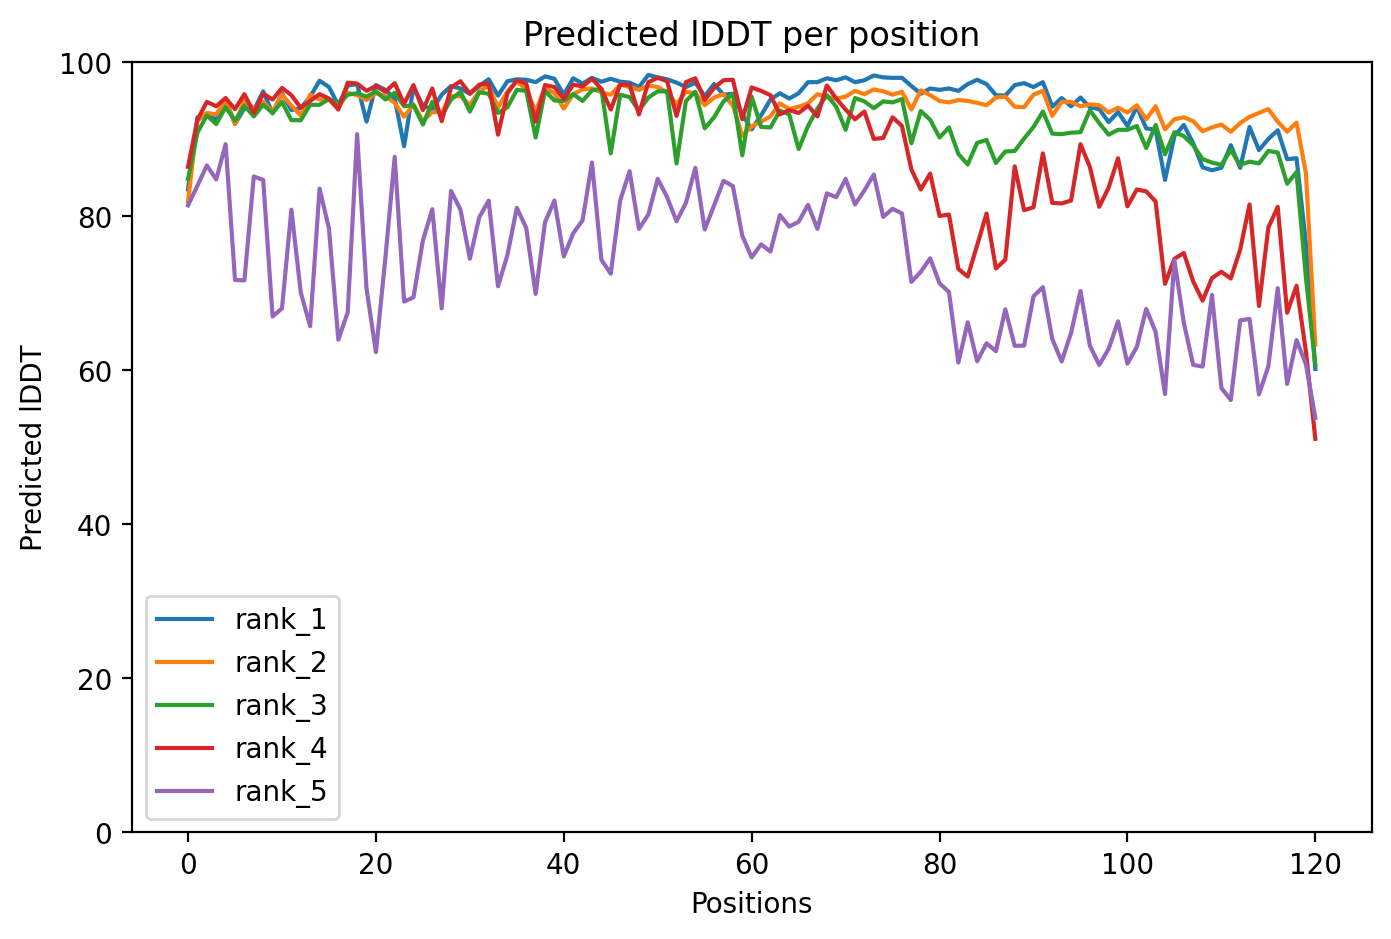 Predicted lDDT per position
Predicted lDDT
100
80
60
40
20
0
rank_1
rank_2
rank_3
rank_4
rank_5
0 20 40 60 80 100 120
Positions